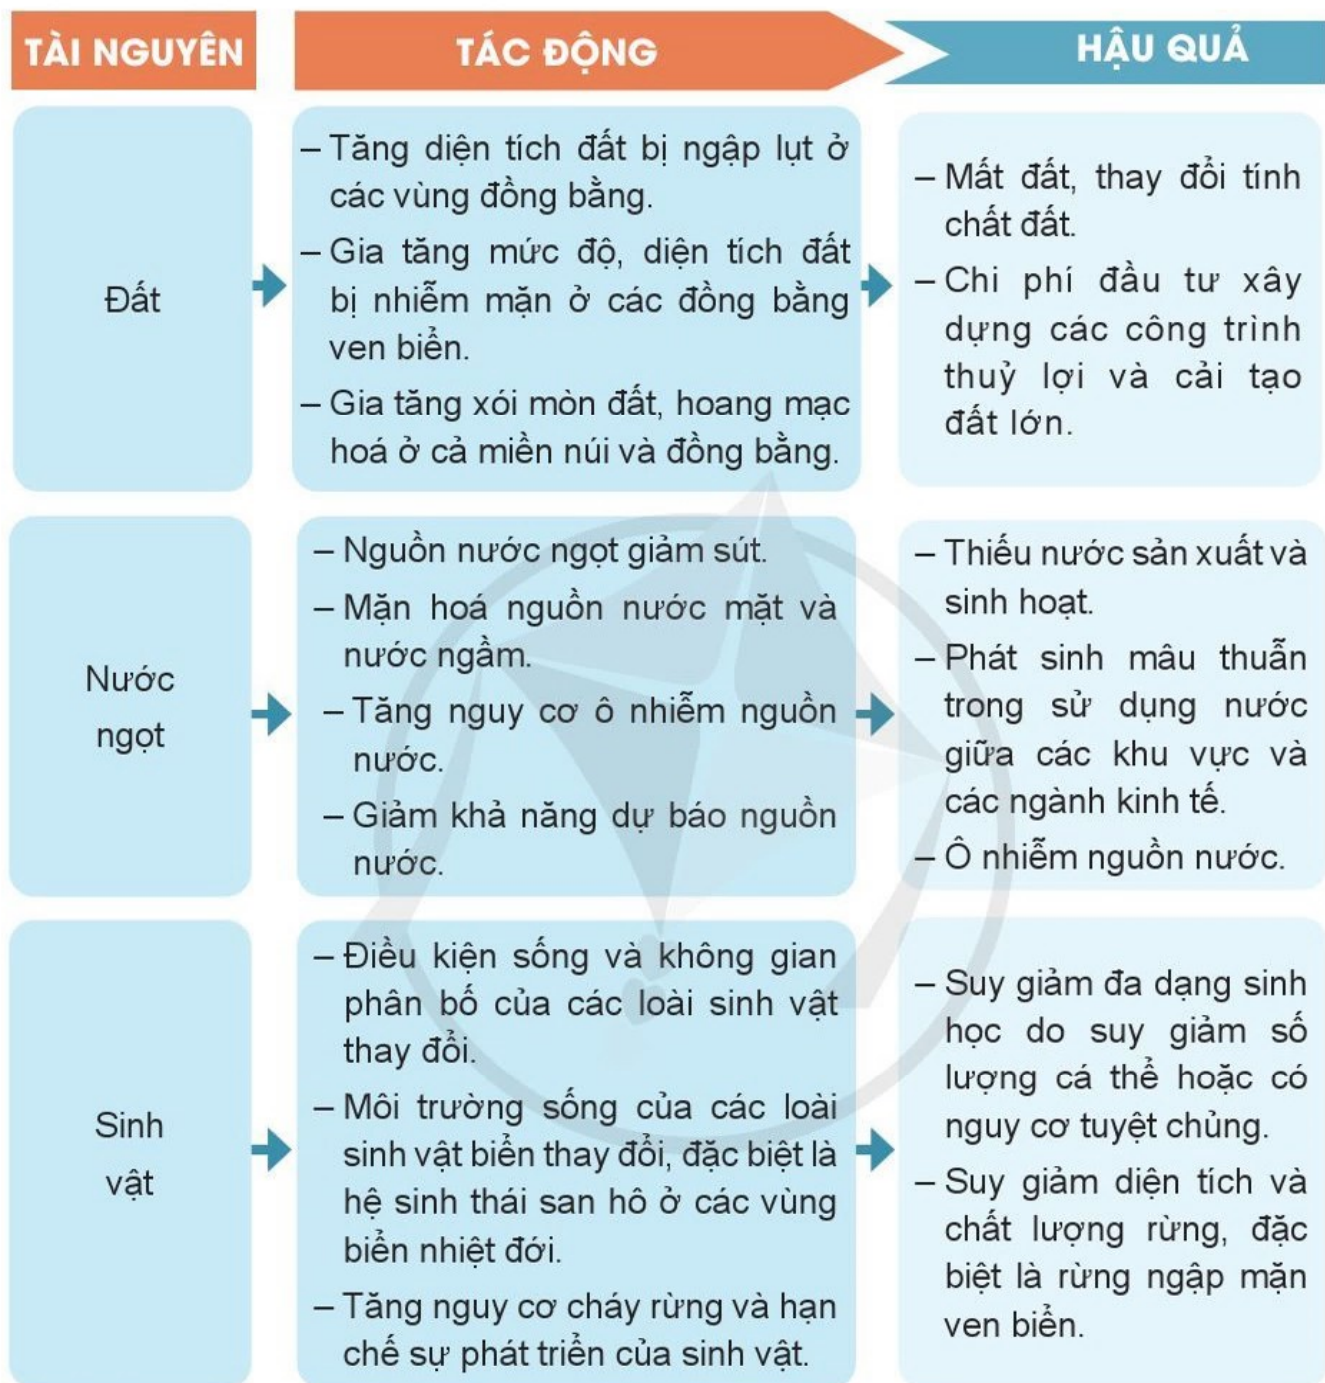 TÀI NGUYÊN
TÁC ĐỘNG
HẬU QUẢ
Đất
– Tăng diện tích đất bị ngập lụt ở
các vùng đồng bằng.
– Gia tăng mức độ, diện tích đất
bị nhiễm mặn ở các đồng bằng
ven biển.
– Gia tăng xói mòn đất, hoang mạc
hoá ở cả miền núi và đồng bằng.
– Mất đất, thay đổi tính
chất đất.
– Chi phí đầu tư xây
dựng các công trình
thuỷ lợi và cải tạo
đất lớn.
Nước
ngọt
– Nguồn nước ngọt giảm sút.
– Mặn hoá nguồn nước mặt và
nước ngầm.
– Tăng nguy cơ ô nhiễm nguồn
nước.
– Giảm khả năng dự báo nguồn
nước.
– Thiếu nước sản xuất và
sinh hoạt.
– Phát sinh mâu thuẫn
trong sử dụng nước
giữa các khu vực và
các ngành kinh tế.
– Ô nhiễm nguồn nước.
Sinh
vật
– Điều kiện sống và không gian
phân bố của các loài sinh vật
thay đổi.
– Môi trường sống của các loài
sinh vật biển thay đổi, đặc biệt là
hệ sinh thái san hô ở các vùng
biển nhiệt đới.
– Tăng nguy cơ cháy rừng và hạn
chế sự phát triển của sinh vật.
– Suy giảm đa dạng sinh
học do suy giảm số
lượng cá thể hoặc có
nguy cơ tuyệt chủng.
– Suy giảm diện tích và
chất lượng rừng, đặc
biệt là rừng ngập mặn
ven biển.